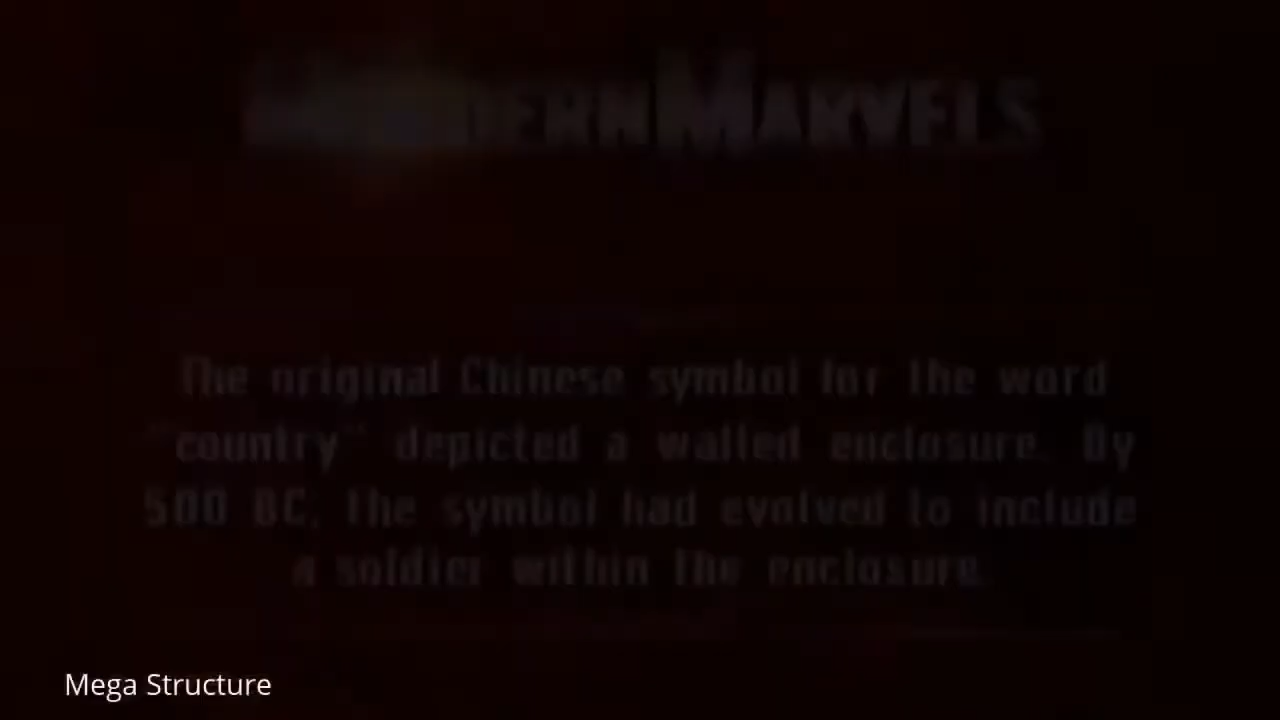 MODERN MARVELS
The original Chinese symbol for the word
"country" depicted a walled enclosure. By
500 BC, the symbol had evolved to include
a soldier within the enclosure.
Mega Structure